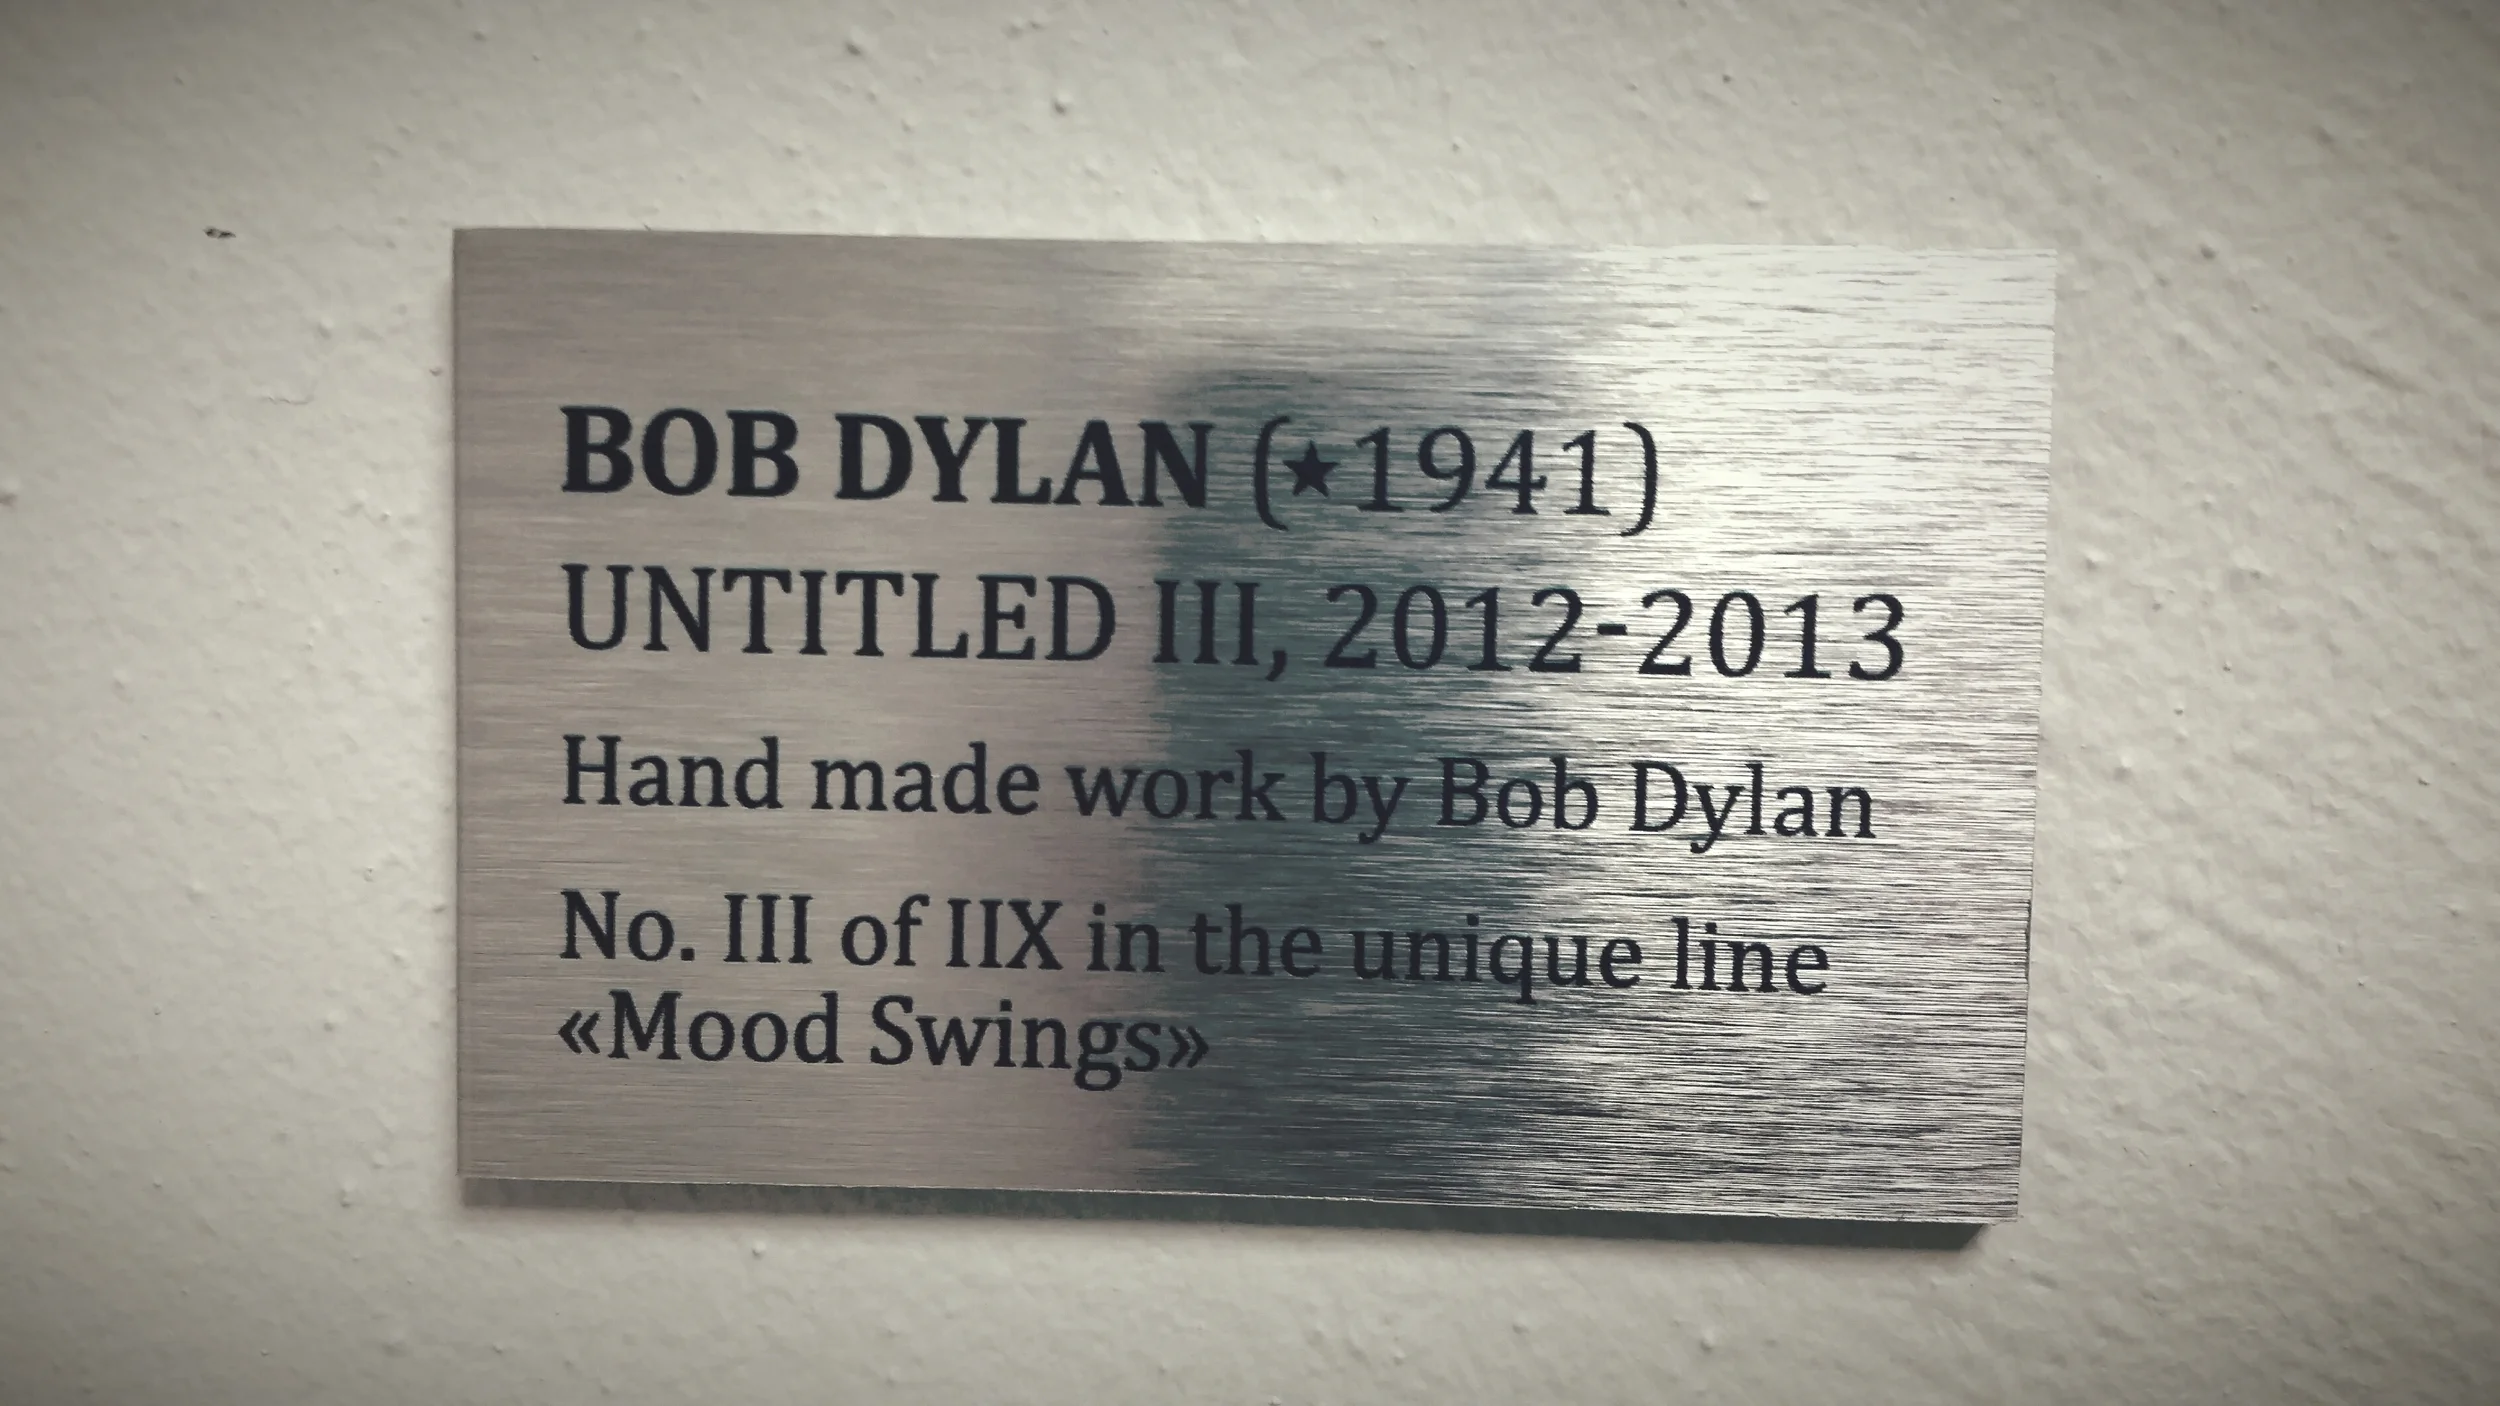 BOB DYLAN (★1941)
UNTITLED III, 2012-2013
Hand made work by Bob Dylan
No. III of IIX in the unique line
«Mood Swings»